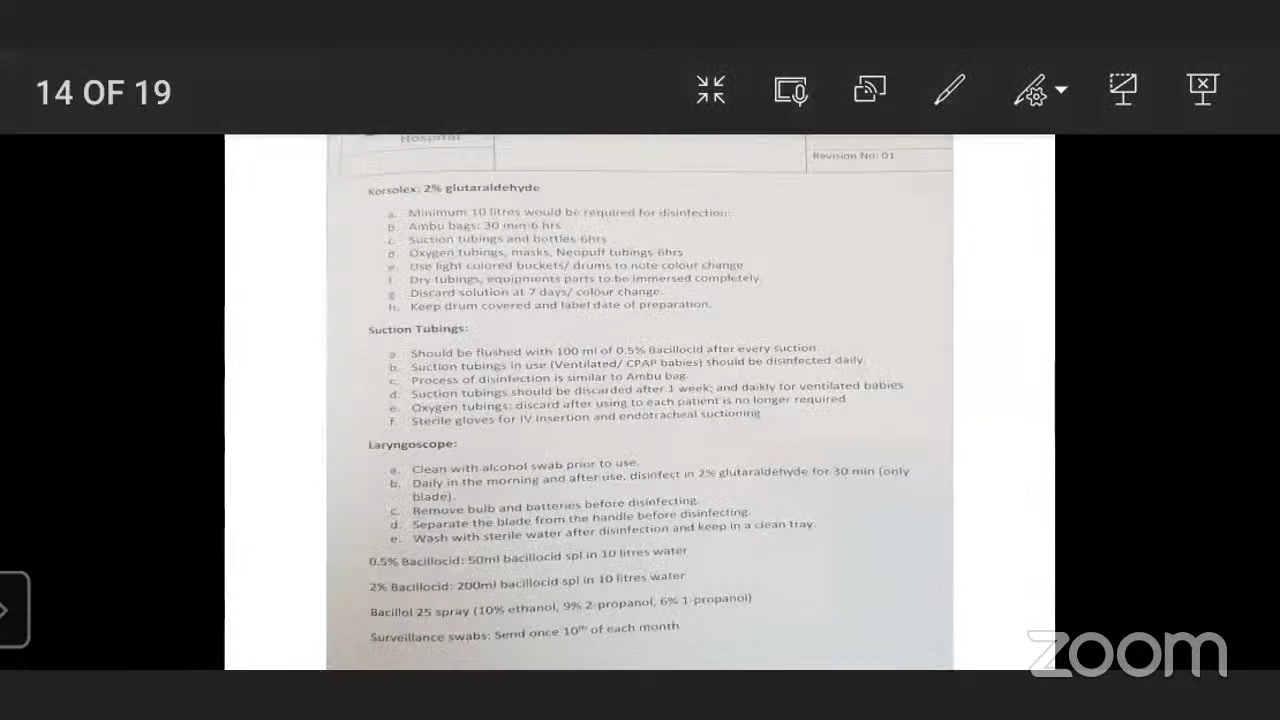 14 OF 19
Hospital
Revision No: 01
Korsolex: 2% glutaraldehyde
a. Minimum 10 litres would be required for disinfection.
b. Ambu bags: 30 min-6 hrs
c. Suction tubings and bottles-6hrs
d. Oxygen tubings, masks, Neopuff tubings-6hrs
e. Use light colored buckets/ drums to note colour change
f. Dry tubings, equipments parts to be immersed completely
g. Discard solution at 7 days/ colour change.
h. Keep drum covered and label date of preparation.
Suction Tubings:
a. Should be flushed with 100 ml of 0.5% Bacillocid after every suction.
b. Suction tubings in use (Ventilated/ CPAP babies) should be disinfected daily.
c. Process of disinfection is similar to Ambu bag.
d. Suction tubings should be discarded after 1 week; and daikly for ventilated babies
e. Oxygen tubings: discard after using to each patient is no longer required
f. Sterile gloves for IV insertion and endotracheal suctioning
Laryngoscope:
a. Clean with alcohol swab prior to use.
b. Daily in the morning and after use, disinfect in 2% glutaraldehyde for 30 min (only
blade).
c. Remove bulb and batteries before disinfecting.
d. Separate the blade from the handle before disinfecting.
e. Wash with sterile water after disinfection and keep in a clean tray.
0.5% Bacillocid: 50ml bacillocid spl in 10 litres water
2% Bacillocid: 200ml bacillocid spl in 10 litres water
Bacillol 25 spray (10% ethanol, 9% 2-propanol, 6% 1-propanol)
Surveillance swabs: Send once 10th of each month
zoom